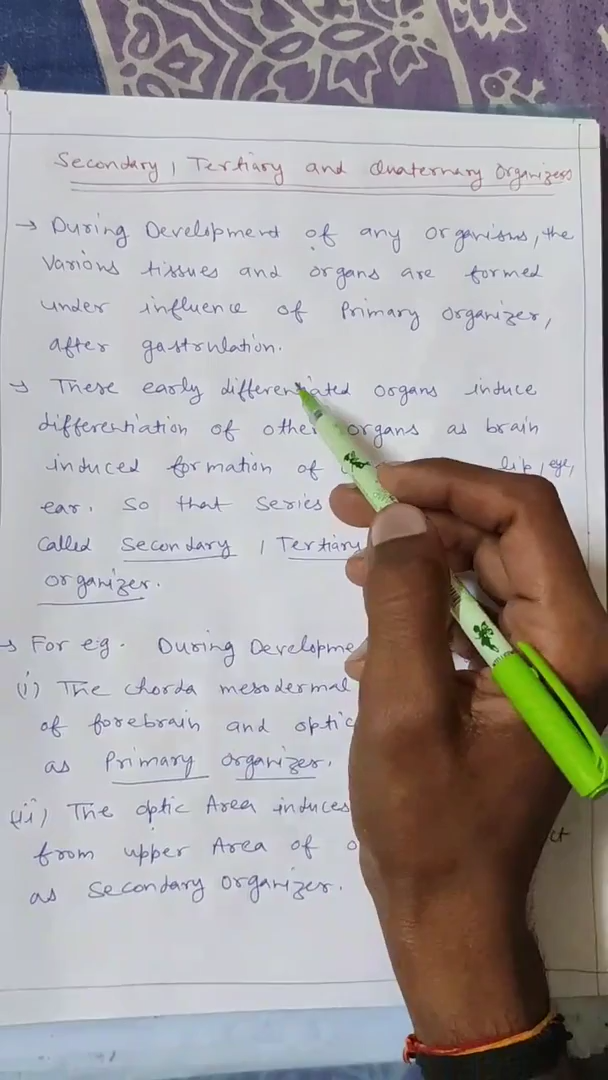 Secondary, Tertiary and Quaternary Organizers
→ During Development of any organisms, the
various tissues and organs are formed
under influence of Primary Organizer,
after gastrulation.
→ These early differentiated organs induce
differentiation of other organs as brain
induced formation of lip, eye,
ear. So that series
called Secondary, Tertiary
organizer.
→ For eg. During
(i) The chorda mesodermal
of forebrain and optic
as Primary organizer.
(ii) The optic Area induces
from upper Area of
as Secondary Organizer.